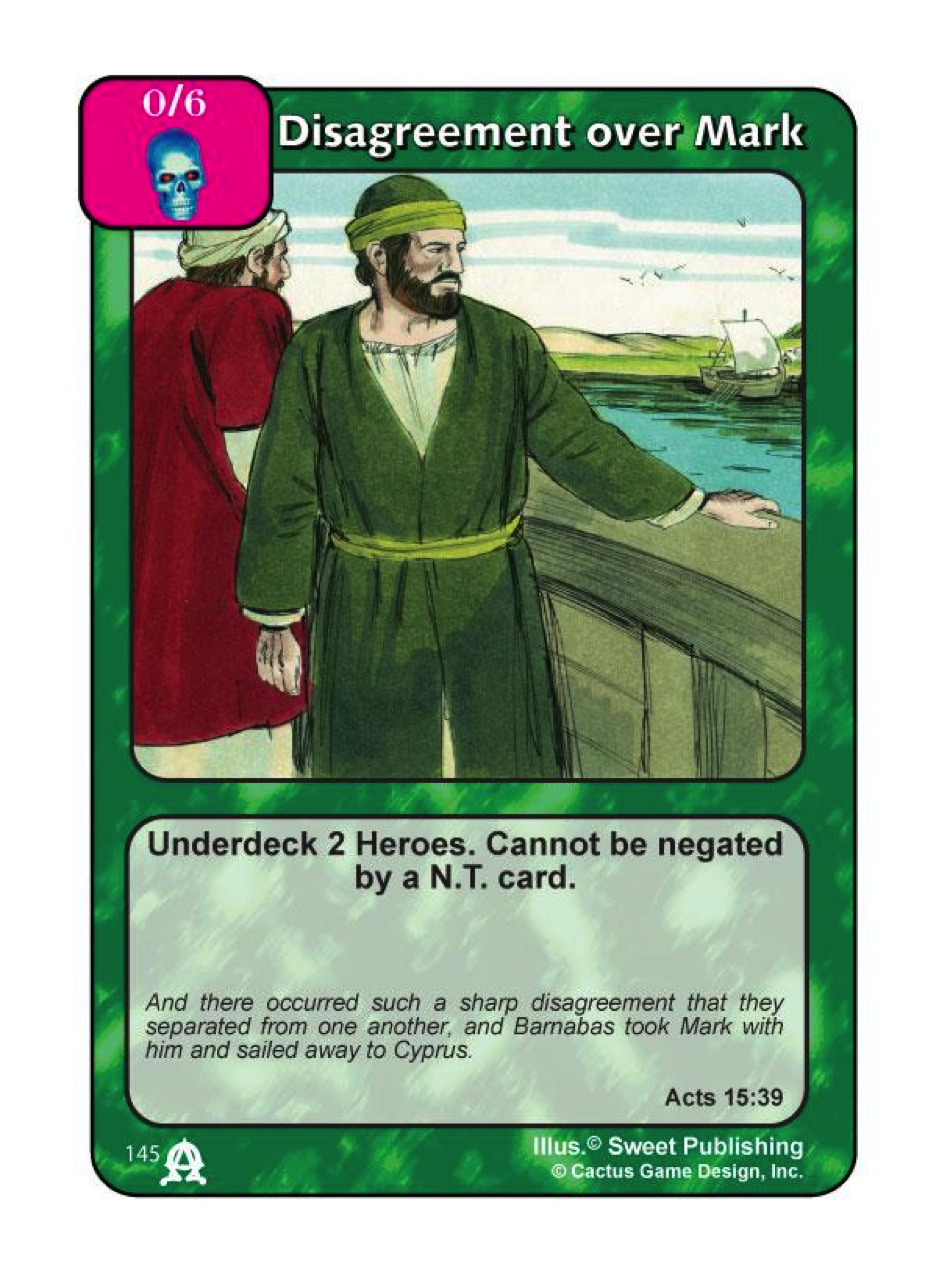 0/6
Disagreement over Mark
Underdeck 2 Heroes. Cannot be negated
by a N.T. card.
And there occurred such a sharp disagreement that they
separated from one another, and Barnabas took Mark with
him and sailed away to Cyprus.
Acts 15:39
145
Illus.© Sweet Publishing
© Cactus Game Design, Inc.